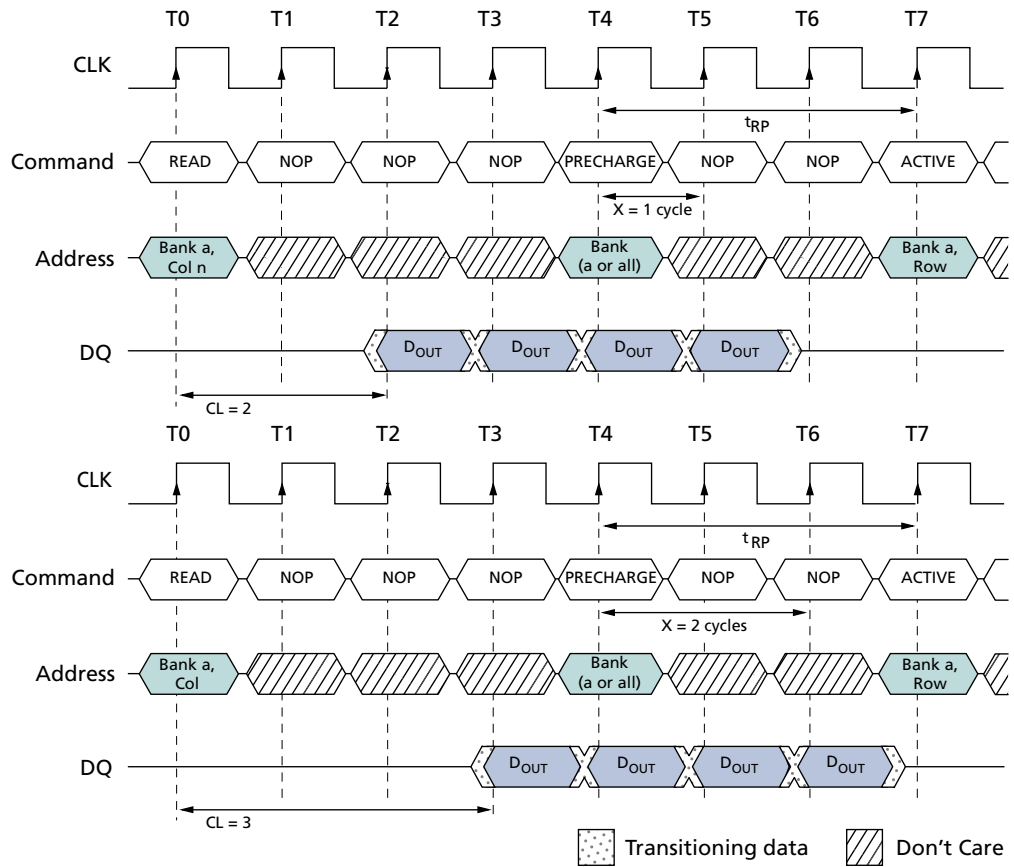 T0 T1 T2 T3 T4 T5 T6 T7
CLK
tRP
Command READ NOP NOP NOP PRECHARGE NOP NOP ACTIVE
X = 1 cycle
Address Bank a, Col n Bank (a or all) Bank a, Row
DQ DOUT DOUT DOUT DOUT
CL = 2
T0 T1 T2 T3 T4 T5 T6 T7
CLK
tRP
Command READ NOP NOP NOP PRECHARGE NOP NOP ACTIVE
X = 2 cycles
Address Bank a, Col Bank (a or all) Bank a, Row
DQ DOUT DOUT DOUT DOUT
CL = 3
Transitioning data Don't Care